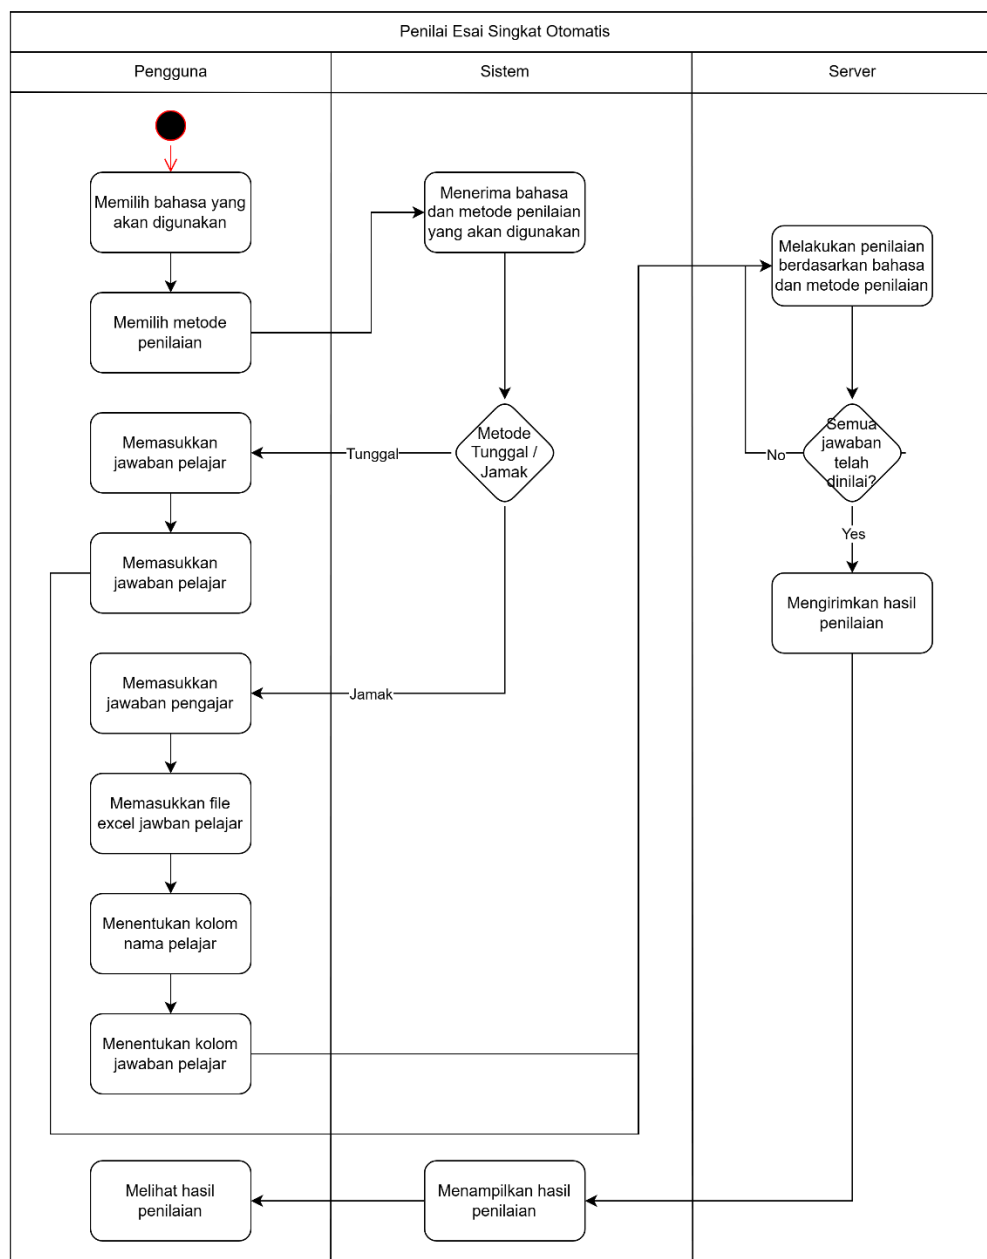 Penilai Esai Singkat Otomatis
Pengguna
Sistem
Server
Memilih bahasa yang
akan digunakan
Memilih metode
penilaian
Menerima bahasa
dan metode penilaian
yang akan digunakan
Metode
Tunggal /
Jamak
Tunggal
Memasukkan
jawaban pelajar
Memasukkan
jawaban pelajar
Jamak
Memasukkan
jawaban pengajar
Memasukkan file
excel jawban pelajar
Menentukan kolom
nama pelajar
Menentukan kolom
jawaban pelajar
Melakukan penilaian
berdasarkan bahasa
dan metode penilaian
Semua
jawaban
telah
dinilai?
No
Yes
Mengirimkan hasil
penilaian
Menampilkan hasil
penilaian
Melihat hasil
penilaian